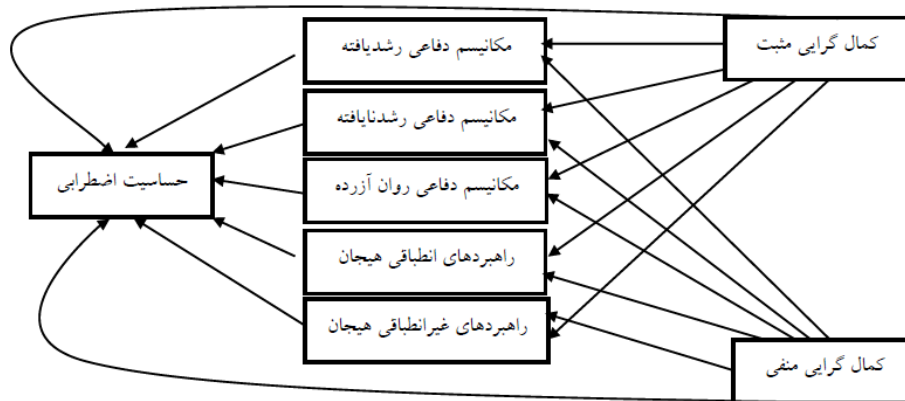 کمال گرایی مثبت
مکانیسم دفاعی رشدیافته
مکانیسم دفاعی رشدنایافته
مکانیسم دفاعی روان آزرده
راهبردهای انطباقی هیجان
راهبردهای غیرانطباقی هیجان
حساسیت اضطرابی
کمال گرایی منفی